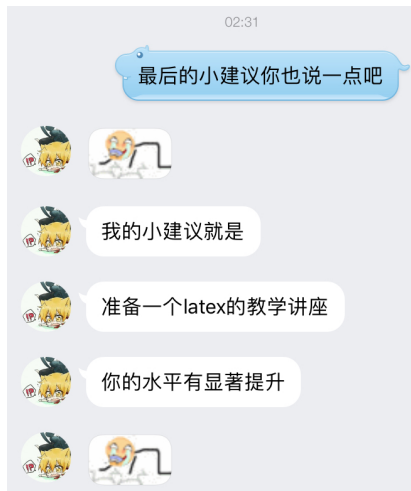 02:31
最后的小建议你也说一点吧
我的小建议就是
准备一个latex的教学讲座
你的水平有显著提升